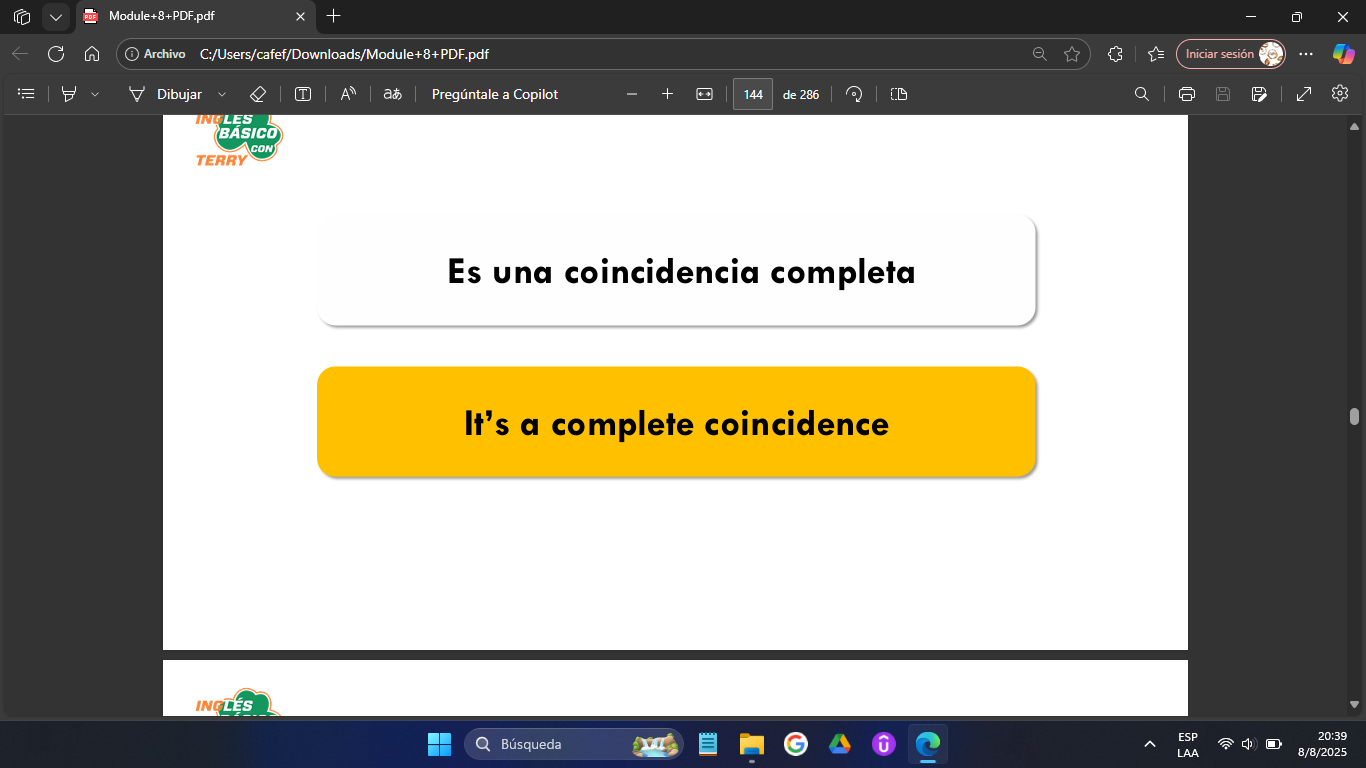 Module+8+PDF.pdf
Archivo C:/Users/cafef/Downloads/Module+8+PDF.pdf Iniciar sesión
Dibujar Pregúntale a Copilot 144 de 286
INGLÉS
BÁSICO
CON
TERRY
Es una coincidencia completa
It's a complete coincidence
INGLÉS
Búsqueda
ESP
LAA
20:39
8/8/2025